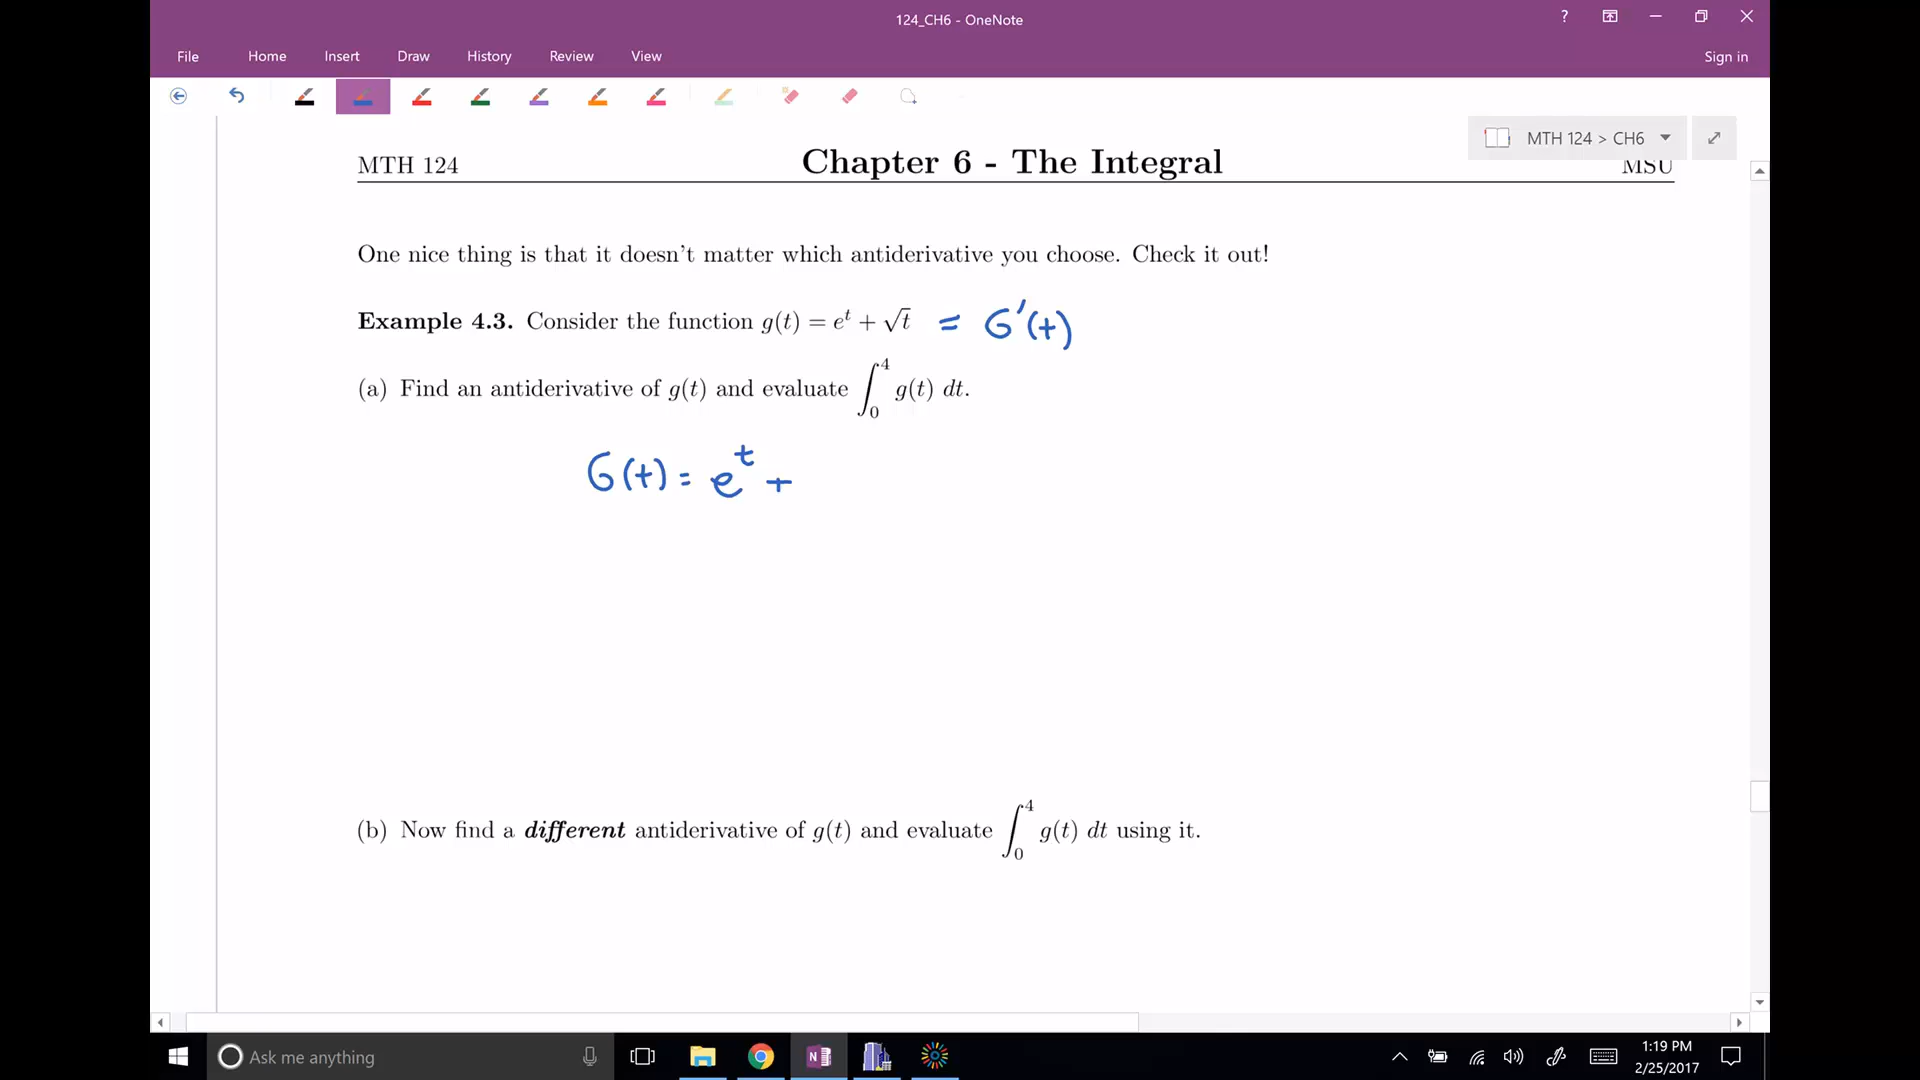 124_CH6 - OneNote
?
File Home Insert Draw History Review View Sign in
MTH 124 > CH6
MTH 124 Chapter 6 - The Integral MSU
One nice thing is that it doesn't matter which antiderivative you choose. Check it out!
Example 4.3. Consider the function g(t) = e^t + √t = G'(t)
(a) Find an antiderivative of g(t) and evaluate ∫_0^4 g(t) dt.
G(t) = e^t +
(b) Now find a different antiderivative of g(t) and evaluate ∫_0^4 g(t) dt using it.
Ask me anything
N
1:19 PM
2/25/2017